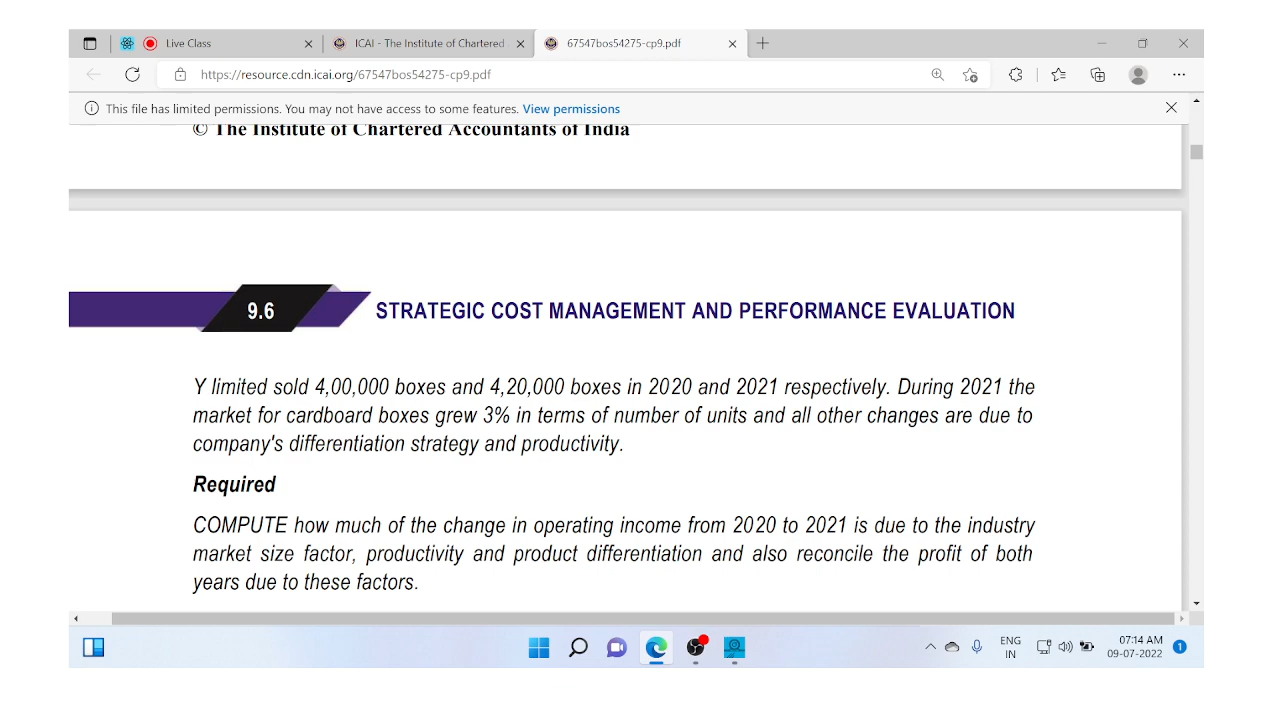 Live Class
ICAI - The Institute of Chartered
67547bos54275-cp9.pdf
https://resource.cdn.icai.org/67547bos54275-cp9.pdf
This file has limited permissions. You may not have access to some features. View permissions
© The Institute of Chartered Accountants of India
9.6 STRATEGIC COST MANAGEMENT AND PERFORMANCE EVALUATION
Y limited sold 4,00,000 boxes and 4,20,000 boxes in 2020 and 2021 respectively. During 2021 the
market for cardboard boxes grew 3% in terms of number of units and all other changes are due to
company's differentiation strategy and productivity.
Required
COMPUTE how much of the change in operating income from 2020 to 2021 is due to the industry
market size factor, productivity and product differentiation and also reconcile the profit of both
years due to these factors.
ENG
IN
07:14 AM
09-07-2022
1